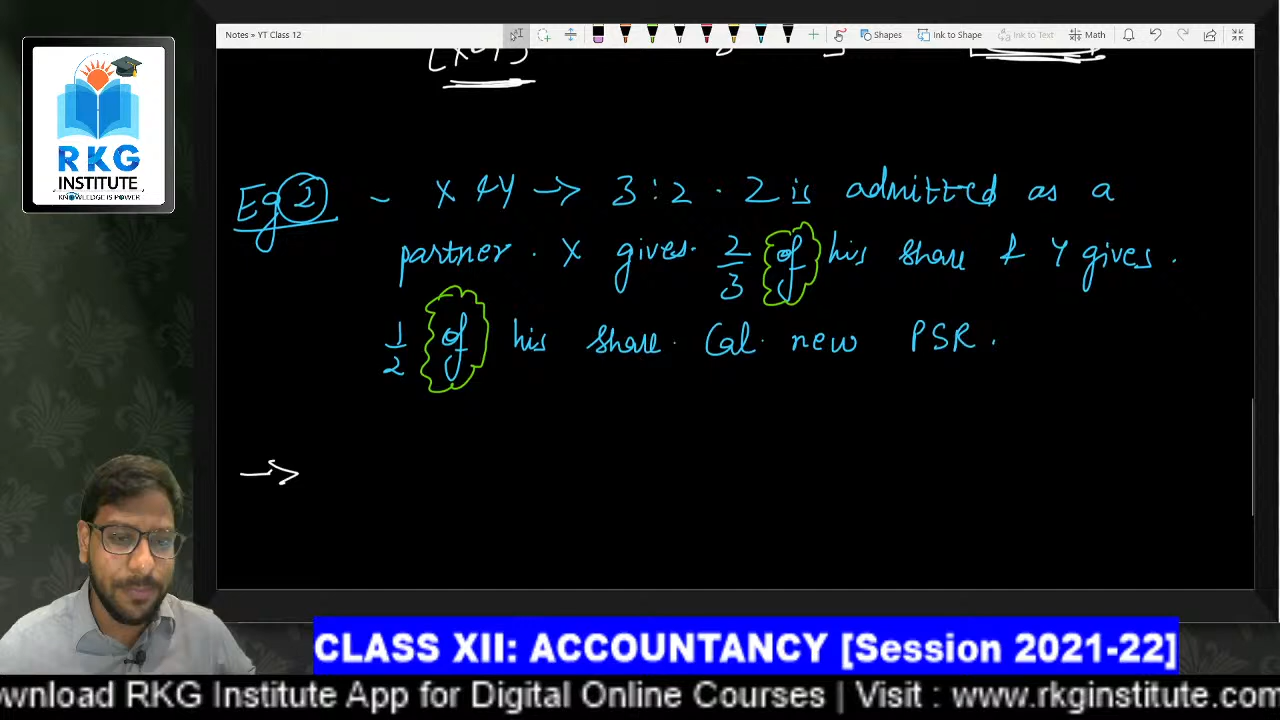 Notes » YT Class 12
Shapes
Ink to Shape
Ink to Text
Math
RKG
INSTITUTE
KNOWLEDGE IS POWER
Eg 2 - X & Y → 3:2. Z is admitted as a
partner. X gives 2/3 of his share & Y gives
1/2 of his share. Cal. new PSR.
→
CLASS XII: ACCOUNTANCY [Session 2021-22]
ownload RKG Institute App for Digital Online Courses | Visit : www.rkginstitute.com